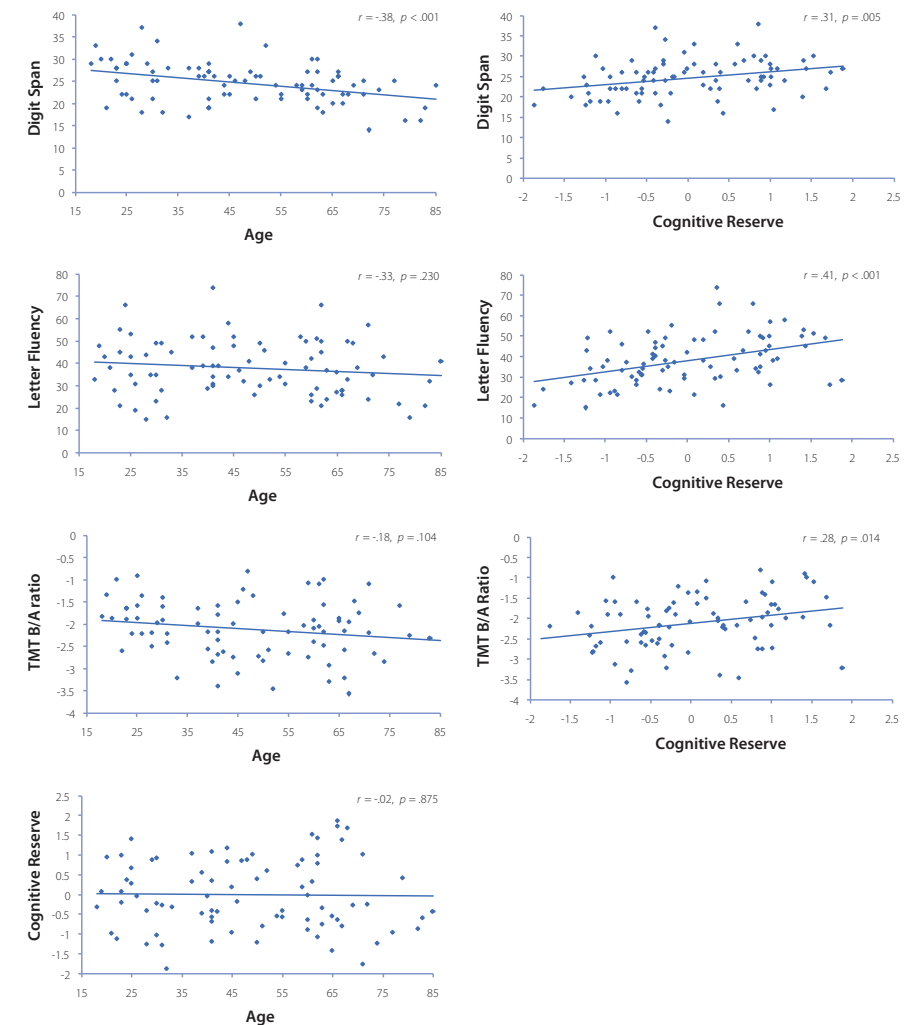 r = -.38, p < .001
40
35
30
25
20
15
10
5
0
Digit Span
15 25 35 45 55 65 75 85
Age
r = .31, p = .005
40
35
30
25
20
15
10
5
0
Digit Span
-2 -1.5 -1 -0.5 0 0.5 1 1.5 2 2.5
Cognitive Reserve
r = -.33, p = .230
80
70
60
50
40
30
20
10
0
Letter Fluency
15 25 35 45 55 65 75 85
Age
r = .41, p < .001
80
70
60
50
40
30
20
10
0
Letter Fluency
-2 -1.5 -1 -0.5 0 0.5 1 1.5 2 2.5
Cognitive Reserve
r = -.18, p = .104
0
-0.5
-1
-1.5
-2
-2.5
-3
-3.5
-4
TMT B/A ratio
15 25 35 45 55 65 75 85
Age
r = .28, p = .014
0
-0.5
-1
-1.5
-2
-2.5
-3
-3.5
-4
TMT B/A Ratio
-2 -1.5 -1 -0.5 0 0.5 1 1.5 2 2.5
Cognitive Reserve
r = -.02, p = .875
2.5
2
1.5
1
0.5
0
-0.5
-1
-1.5
-2
Cognitive Reserve
15 25 35 45 55 65 75 85
Age